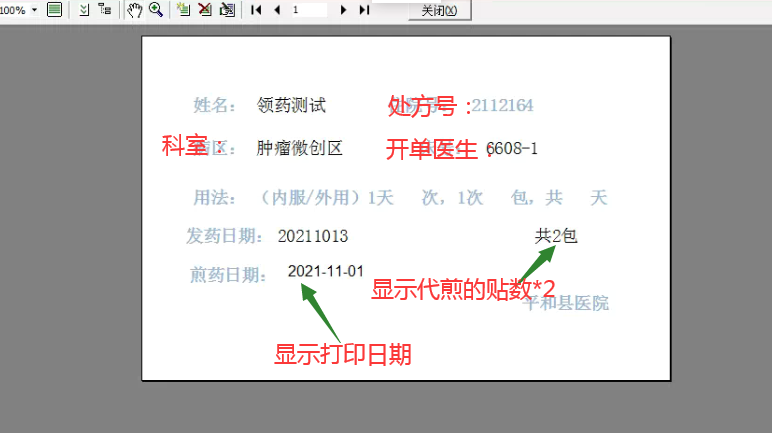 100% 1 关闭(X)
姓名： 领药测试 处方号： 2112164
科室： 肿瘤微创区 开单医生： 6608-1
用法：（内服/外用）1天 次，1次 包，共 天
发药日期： 20211013 共2包
煎药日期： 2021-11-01
显示代煎的贴数*2
平和县医院
显示打印日期